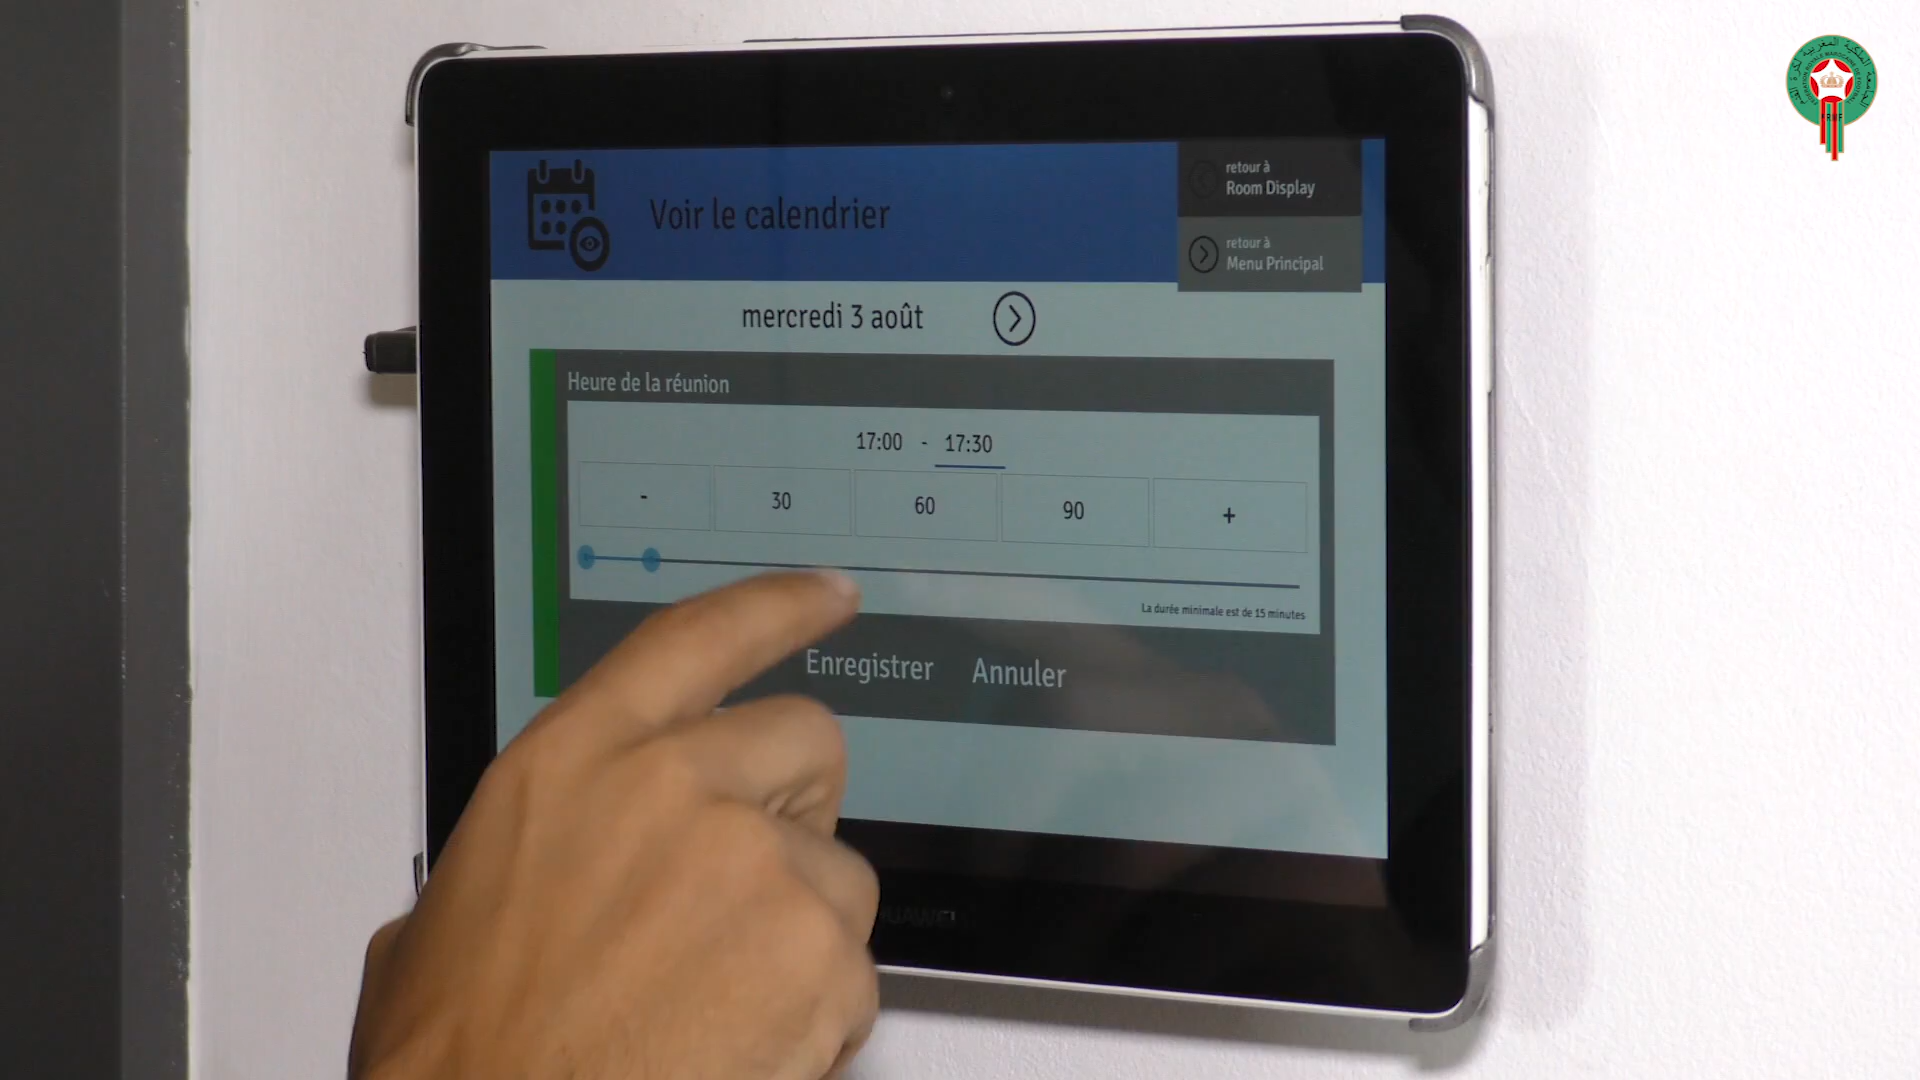 retour à
Room Display
retour à
Menu Principal
Voir le calendrier
mercredi 3 août
Heure de la réunion
17:00 - 17:30
- 30 60 90 +
La durée minimale est de 15 minutes
Enregistrer Annuler
FRMF